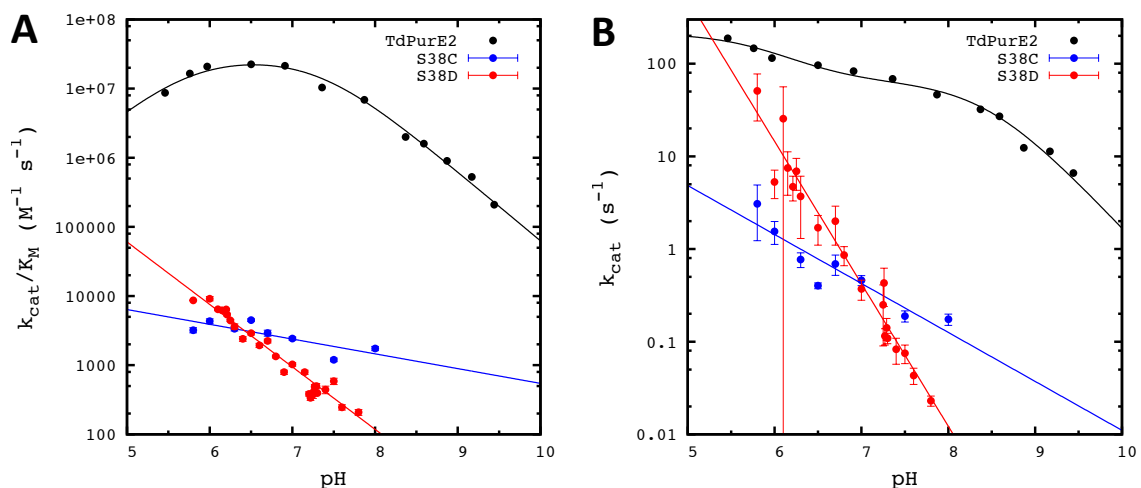 A
1e+08
1e+07
1e+06
100000
10000
1000
100
k_cat/K_M (M⁻¹ s⁻¹)
TdPurE2
S38C
S38D
5 6 7 8 9 10
pH
B
100
10
1
0.1
0.01
k_cat (s⁻¹)
TdPurE2
S38C
S38D
5 6 7 8 9 10
pH